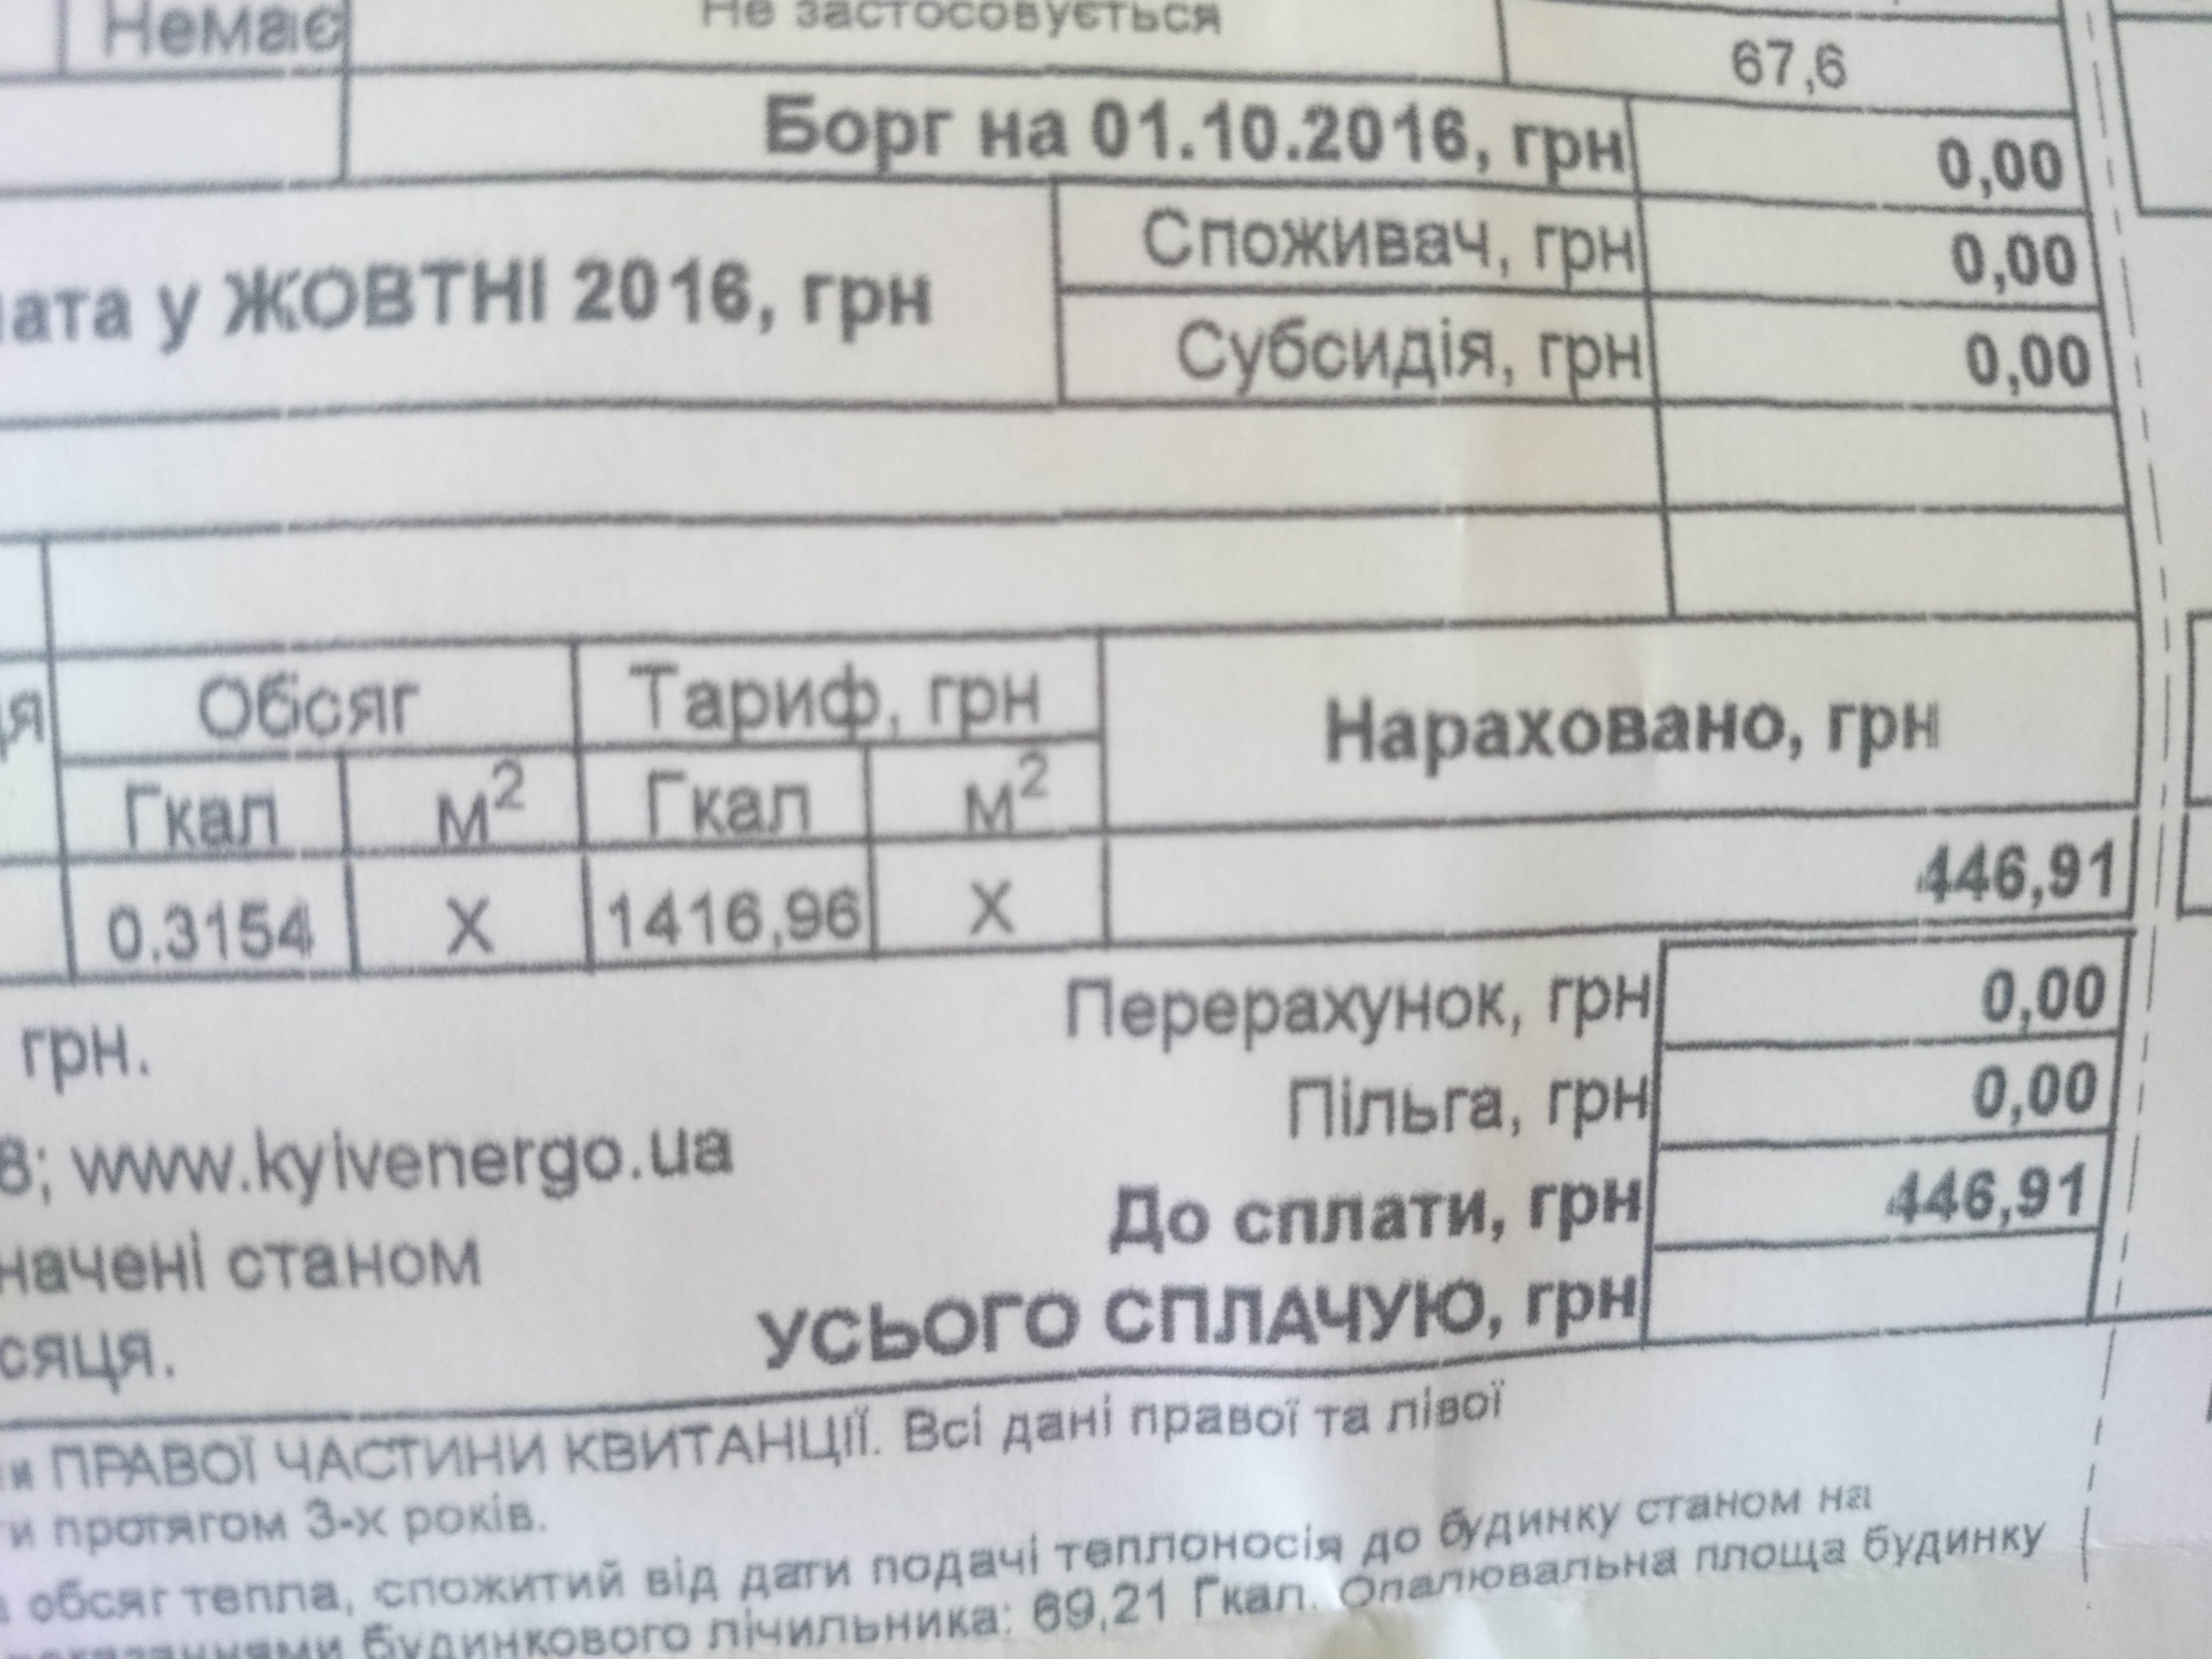 Немає Не застосовується
67,6
Борг на 01.10.2016, грн 0,00
Споживач, грн 0,00
у ЖОВТНІ 2016, грн
Субсидія, грн 0,00
Обсяг Тариф, грн Нараховано, грн
Гкал м² Гкал м²
0.3154 X 1416,96 X 446,91
Перерахунок, грн 0,00
грн.
Пільга, грн 0,00
8; www.kyivenergo.ua
До сплати, грн 446,91
начені станом
УСЬОГО СПЛАЧУЮ, грн
сяця.
ПРАВОЇ ЧАСТИНИ КВИТАНЦІЇ. Всі дані правої та лівої
протягом 3-х років.
обсяг тепла, спожитий від дати подачі теплоносія до будинку станом на
будинкового лічильника: 69,21 Гкал. Опалювальна площа будинку